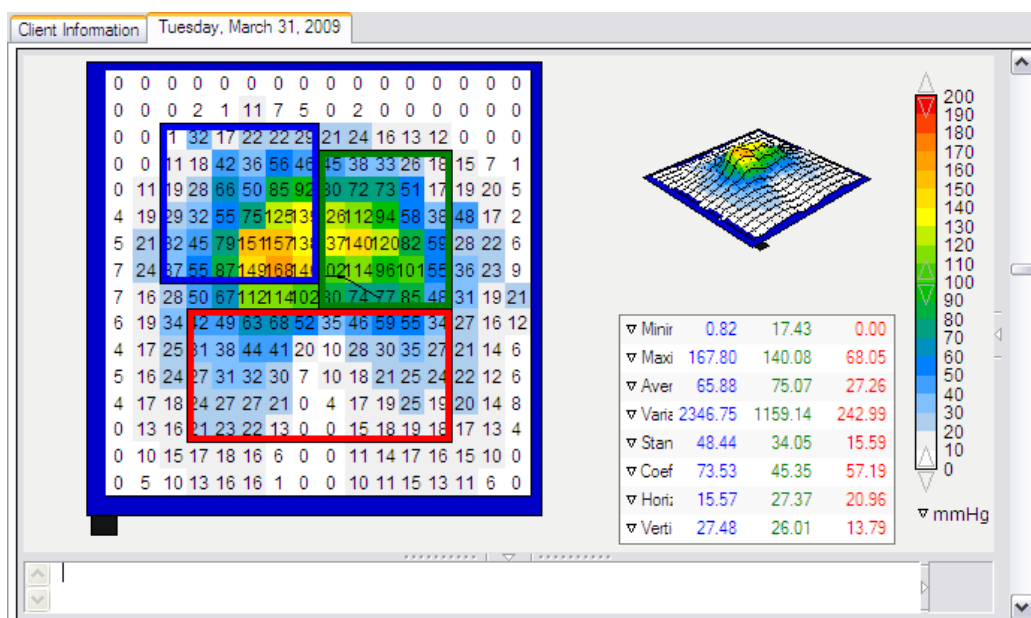 Client Information Tuesday, March 31, 2009
0 0 0 0 0 0 0 0 0 0 0 0 0 0 0 0
0 0 0 2 1 11 7 5 0 2 0 0 0 0 0 0
0 0 1 32 17 22 22 29 21 24 16 13 12 0 0 0
0 0 11 18 42 36 56 46 45 38 33 26 18 15 7 1
0 11 19 28 66 50 85 92 80 72 73 51 17 19 20 5
4 19 29 32 55 75 125 126 112 94 58 38 48 17 2
5 21 32 45 79 151 157 137 140 120 82 59 28 22 6
7 24 37 55 87 149 168 102 114 96 101 55 36 23 9
7 16 28 50 67 112 114 102 80 74 77 85 48 31 19 21
6 19 34 42 49 63 68 52 35 46 59 55 34 27 16 12
4 17 25 31 38 44 41 20 10 28 30 35 27 21 14 6
5 16 24 27 31 32 30 7 10 18 21 25 24 22 12 6
4 17 18 24 27 27 21 0 4 17 19 25 19 20 14 8
0 13 16 21 23 22 13 0 0 15 18 19 18 17 13 4
0 10 15 17 18 16 6 0 0 11 14 17 16 15 10 0
0 5 10 13 16 16 1 0 0 10 11 15 13 11 6 0
Minir 0.82 17.43 0.00
Maxi 167.80 140.08 68.05
Aver 65.88 75.07 27.26
Varia 2346.75 1159.14 242.99
Stan 48.44 34.05 15.59
Coef 73.53 45.35 57.19
Horiz 15.57 27.37 20.96
Verti 27.48 26.01 13.79
200
190
180
170
160
150
140
130
120
110
100
90
80
70
60
50
40
30
20
10
0
mmHg